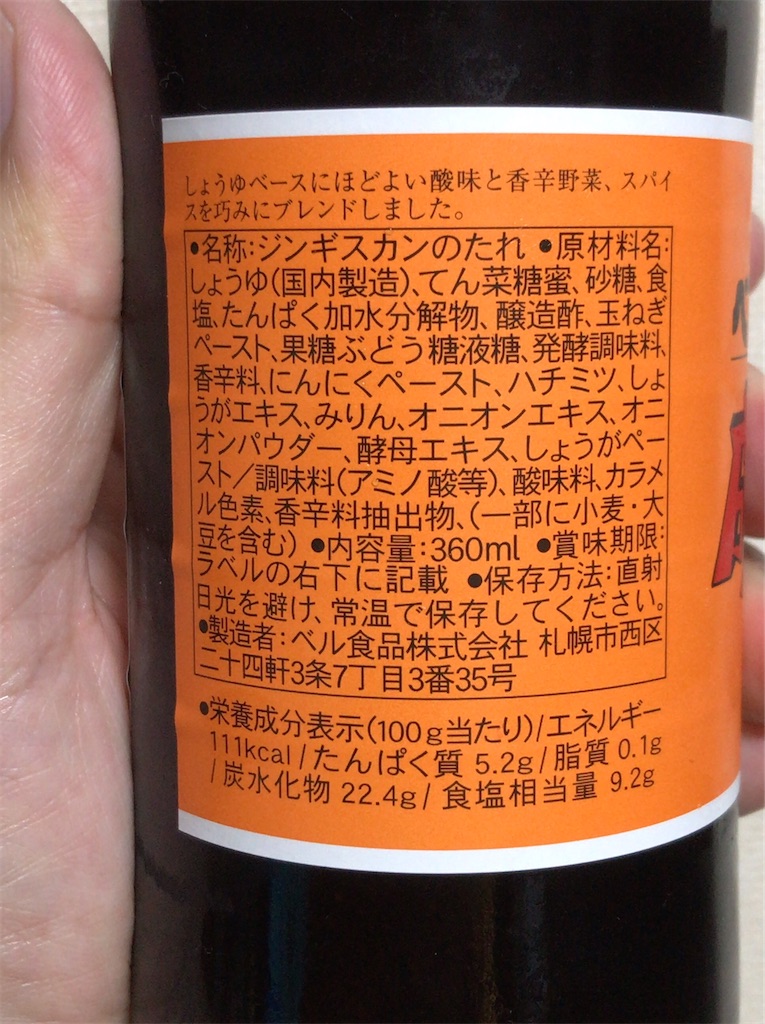 しょうゆベースにほどよい酸味と香辛野菜、スパイ
スを巧みにブレンドしました。
●名称:ジンギスカンのたれ ●原材料名:
しょうゆ(国内製造)、てん菜糖蜜、砂糖、食
塩、たんぱく加水分解物、醸造酢、玉ねぎ
ペースト、果糖ぶどう糖液糖、発酵調味料、
香辛料、にんにくペースト、ハチミツ、しょ
うがエキス、みりん、オニオンエキス、オニ
オンパウダー、酵母エキス、しょうがペー
スト/調味料(アミノ酸等)、酸味料、カラメ
ル色素、香辛料抽出物、(一部に小麦・大
豆を含む) ●内容量:360ml ●賞味期限:
ラベルの右下に記載 ●保存方法:直射
日光を避け、常温で保存してください。
●製造者:ベル食品株式会社 札幌市西区
二十四軒3条7丁目3番35号
●栄養成分表示(100g当たり)/エネルギー
111kcal/たんぱく質 5.2g/脂質 0.1g
/炭水化物 22.4g/食塩相当量 9.2g